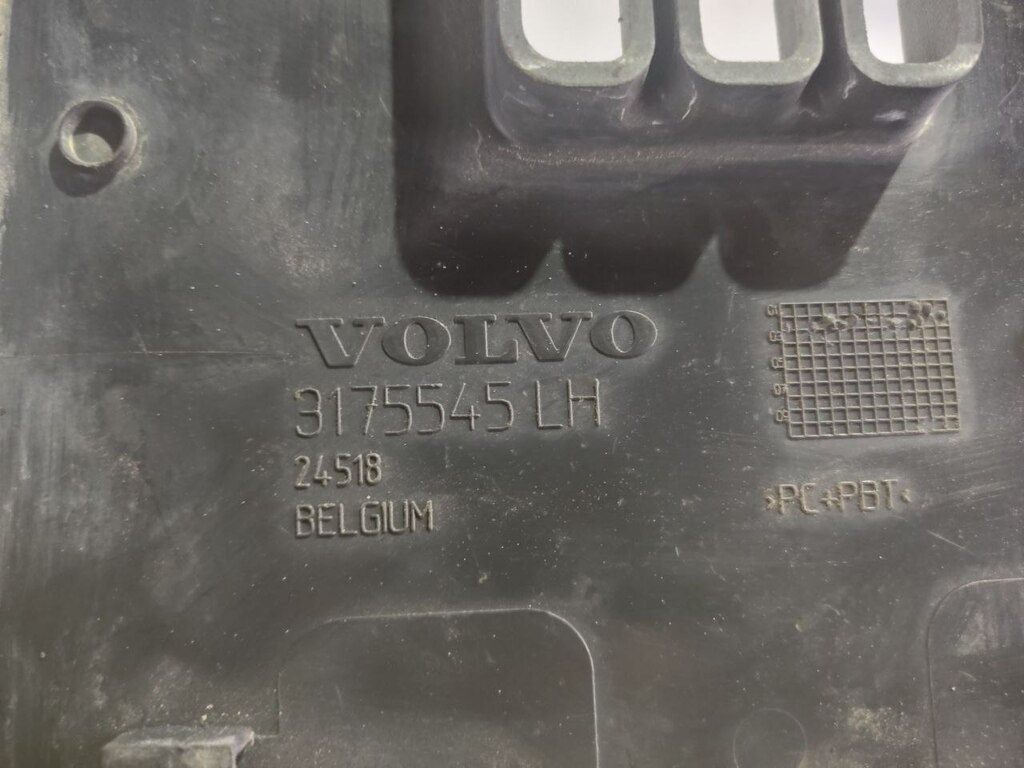 VOLVO
3175545 LH
24518
BELGIUM
>PC+PBT<